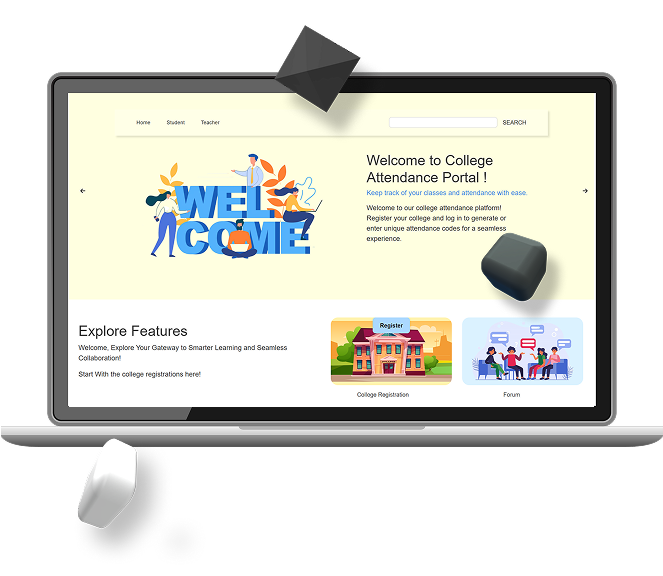 Home Student Teacher SEARCH
WELCOME
Welcome to College
Attendance Portal !
Keep track of your classes and attendance with ease.
Welcome to our college attendance platform!
Register your college and log in to generate or
enter unique attendance codes for a seamless
experience.
Explore Features
Welcome, Explore Your Gateway to Smarter Learning and Seamless
Collaboration!
Start With the college registrations here!
Register
College Registration
Forum